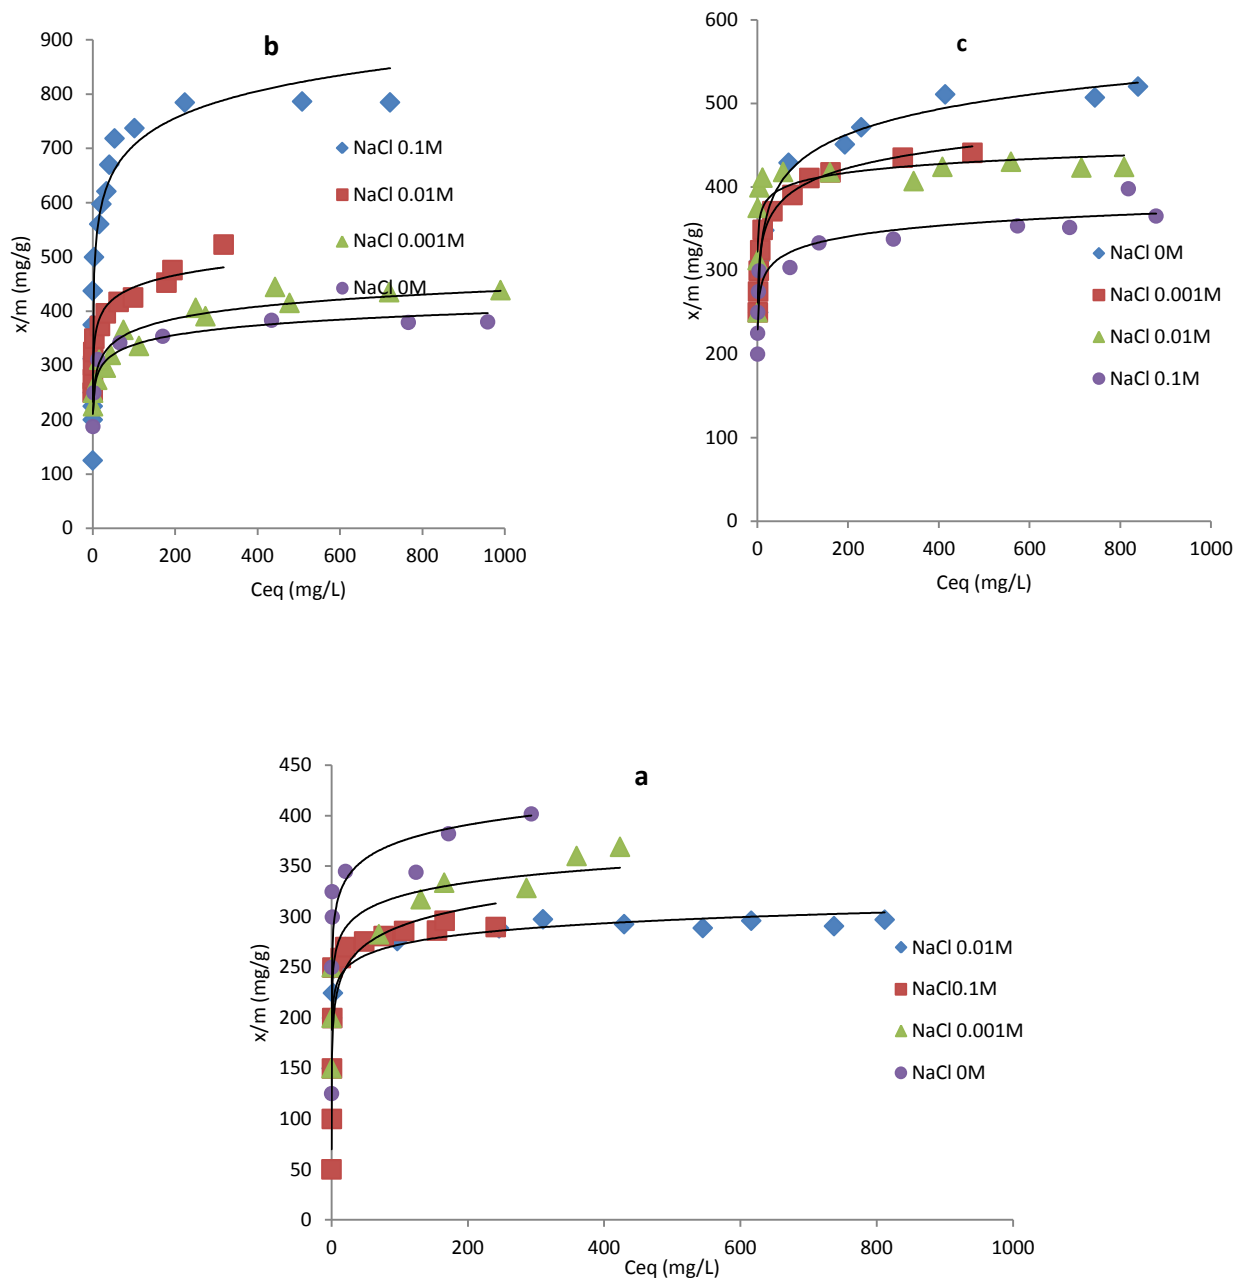 b
x/m (mg/g)
900
800
700
600
500
400
300
200
100
0
0 200 400 600 800 1000
Ceq (mg/L)
NaCl 0.1M
NaCl 0.01M
NaCl 0.001M
NaCl 0M
c
x/m (mg/g)
600
500
400
300
200
100
0
0 200 400 600 800 1000
Ceq (mg/L)
NaCl 0M
NaCl 0.001M
NaCl 0.01M
NaCl 0.1M
a
x/m (mg/g)
450
400
350
300
250
200
150
100
50
0
0 200 400 600 800 1000
Ceq (mg/L)
NaCl 0.01M
NaCl0.1M
NaCl 0.001M
NaCl 0M